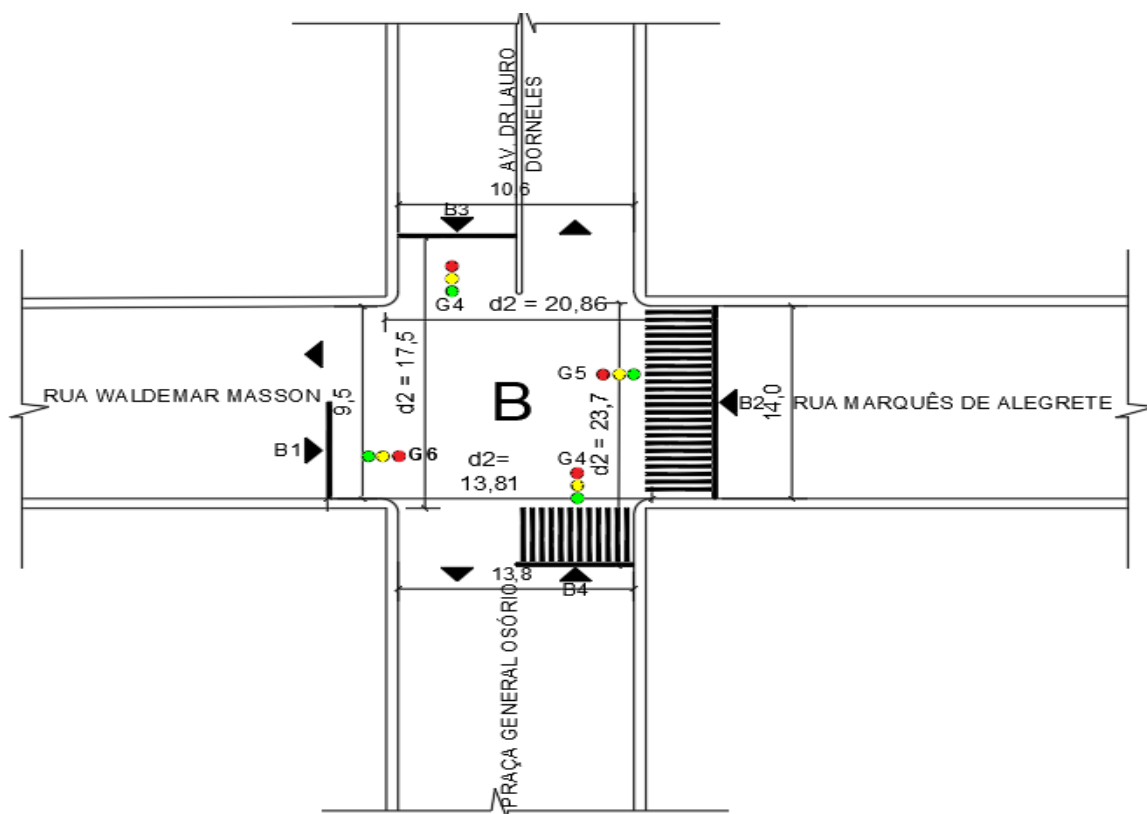 AV. DR LAURO
DORNELES
10,6
B3
G4
d2 = 20,86
d2 = 17,5
RUA WALDEMAR MASSON
9,5
B1
G6
B
G5
d2 = 23,7
B2
14,0
RUA MARQUÊS DE ALEGRETE
d2=
13,81
G4
13,8
B4
PRAÇA GENERAL OSÓRIO